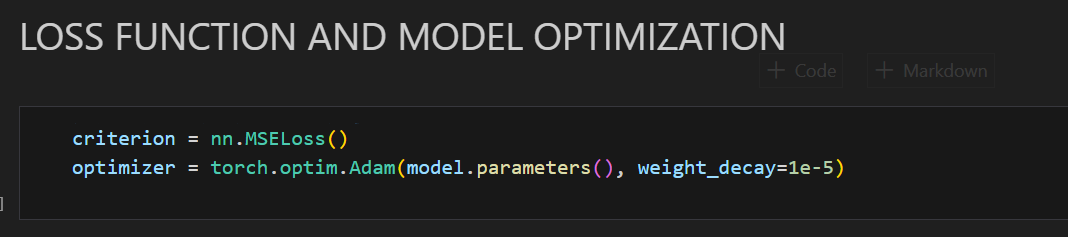 LOSS FUNCTION AND MODEL OPTIMIZATION
+ Code + Markdown
criterion = nn.MSELoss()
optimizer = torch.optim.Adam(model.parameters(), weight_decay=1e-5)
]